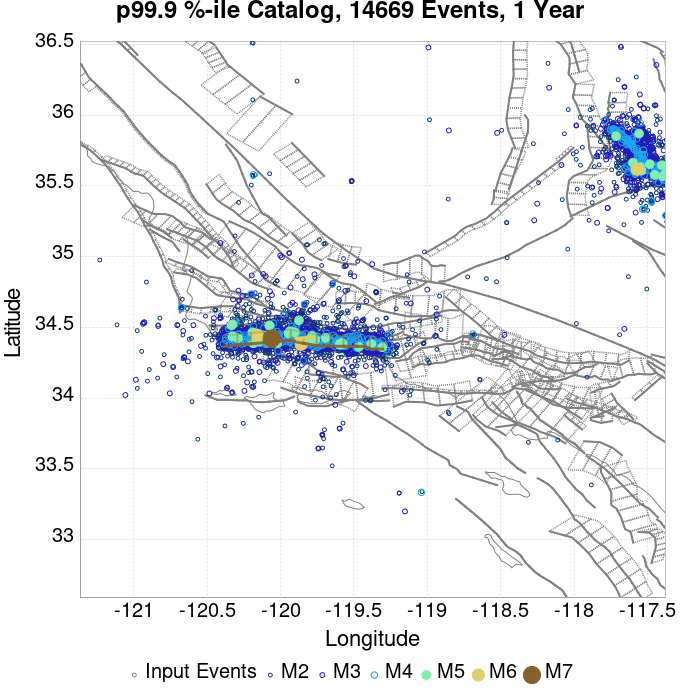 p99.9 %-ile Catalog, 14669 Events, 1 Year
36.5
36
35.5
35
34.5
34
33.5
33
Latitude
-121 -120.5 -120 -119.5 -119 -118.5 -118 -117.5
Longitude
Input Events M2 M3 M4 M5 M6 M7